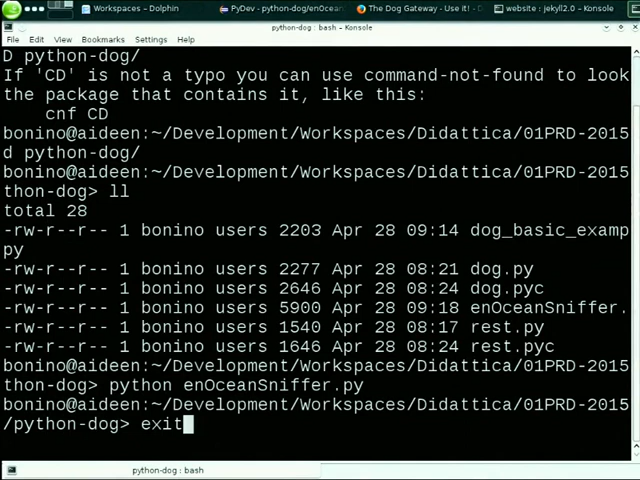 Workspaces – Dolphin
PyDev - python-dog/enOcean
The Dog Gateway - Use it! -
website : jekyll2.0 – Konsole
python-dog : bash – Konsole
File Edit View Bookmarks Settings Help
D python-dog/
If 'CD' is not a typo you can use command-not-found to look
the package that contains it, like this:
cnf CD
bonino@aideen:~/Development/Workspaces/Didattica/01PRD-2015
d python-dog/
bonino@aideen:~/Development/Workspaces/Didattica/01PRD-2015
thon-dog> ll
total 28
-rw-r--r-- 1 bonino users 2203 Apr 28 09:14 dog_basic_examp
py
-rw-r--r-- 1 bonino users 2277 Apr 28 08:21 dog.py
-rw-r--r-- 1 bonino users 2646 Apr 28 08:24 dog.pyc
-rw-r--r-- 1 bonino users 5900 Apr 28 09:18 enOceanSniffer.
-rw-r--r-- 1 bonino users 1540 Apr 28 08:17 rest.py
-rw-r--r-- 1 bonino users 1646 Apr 28 08:24 rest.pyc
bonino@aideen:~/Development/Workspaces/Didattica/01PRD-2015
thon-dog> python enOceanSniffer.py
bonino@aideen:~/Development/Workspaces/Didattica/01PRD-2015
/python-dog> exit
python-dog : bash